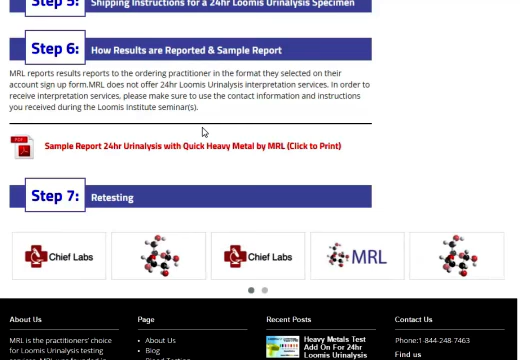 Step 5: Shipping Instructions for a 24hr Loomis Urinalysis Specimen
Step 6: How Results are Reported & Sample Report
MRL reports results reports to the ordering practitioner in the format they selected on their
account sign up form.MRL does not offer 24hr Loomis Urinalysis interpretation services. In order to
receive interpretation services, please make sure to use the contact information and instructions
you received during the Loomis Institute seminar(s).
PDF
Sample Report 24hr Urinalysis with Quick Heavy Metal by MRL (Click to Print)
Step 7: Retesting
Chief Labs
Chief Labs
MRL
About Us
MRL is the practitioners' choice
for Loomis Urinalysis testing
Page
About Us
Blog
Recent Posts
Heavy Metals Test
Add On For 24hr
Loomis Urinalysis
Contact Us
Phone:1-844-248-7463
Find us